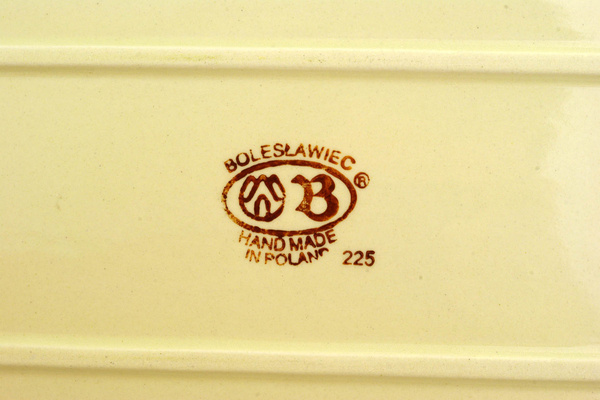 BOLESŁAWIEC ®
B
HAND MADE
IN POLAND 225